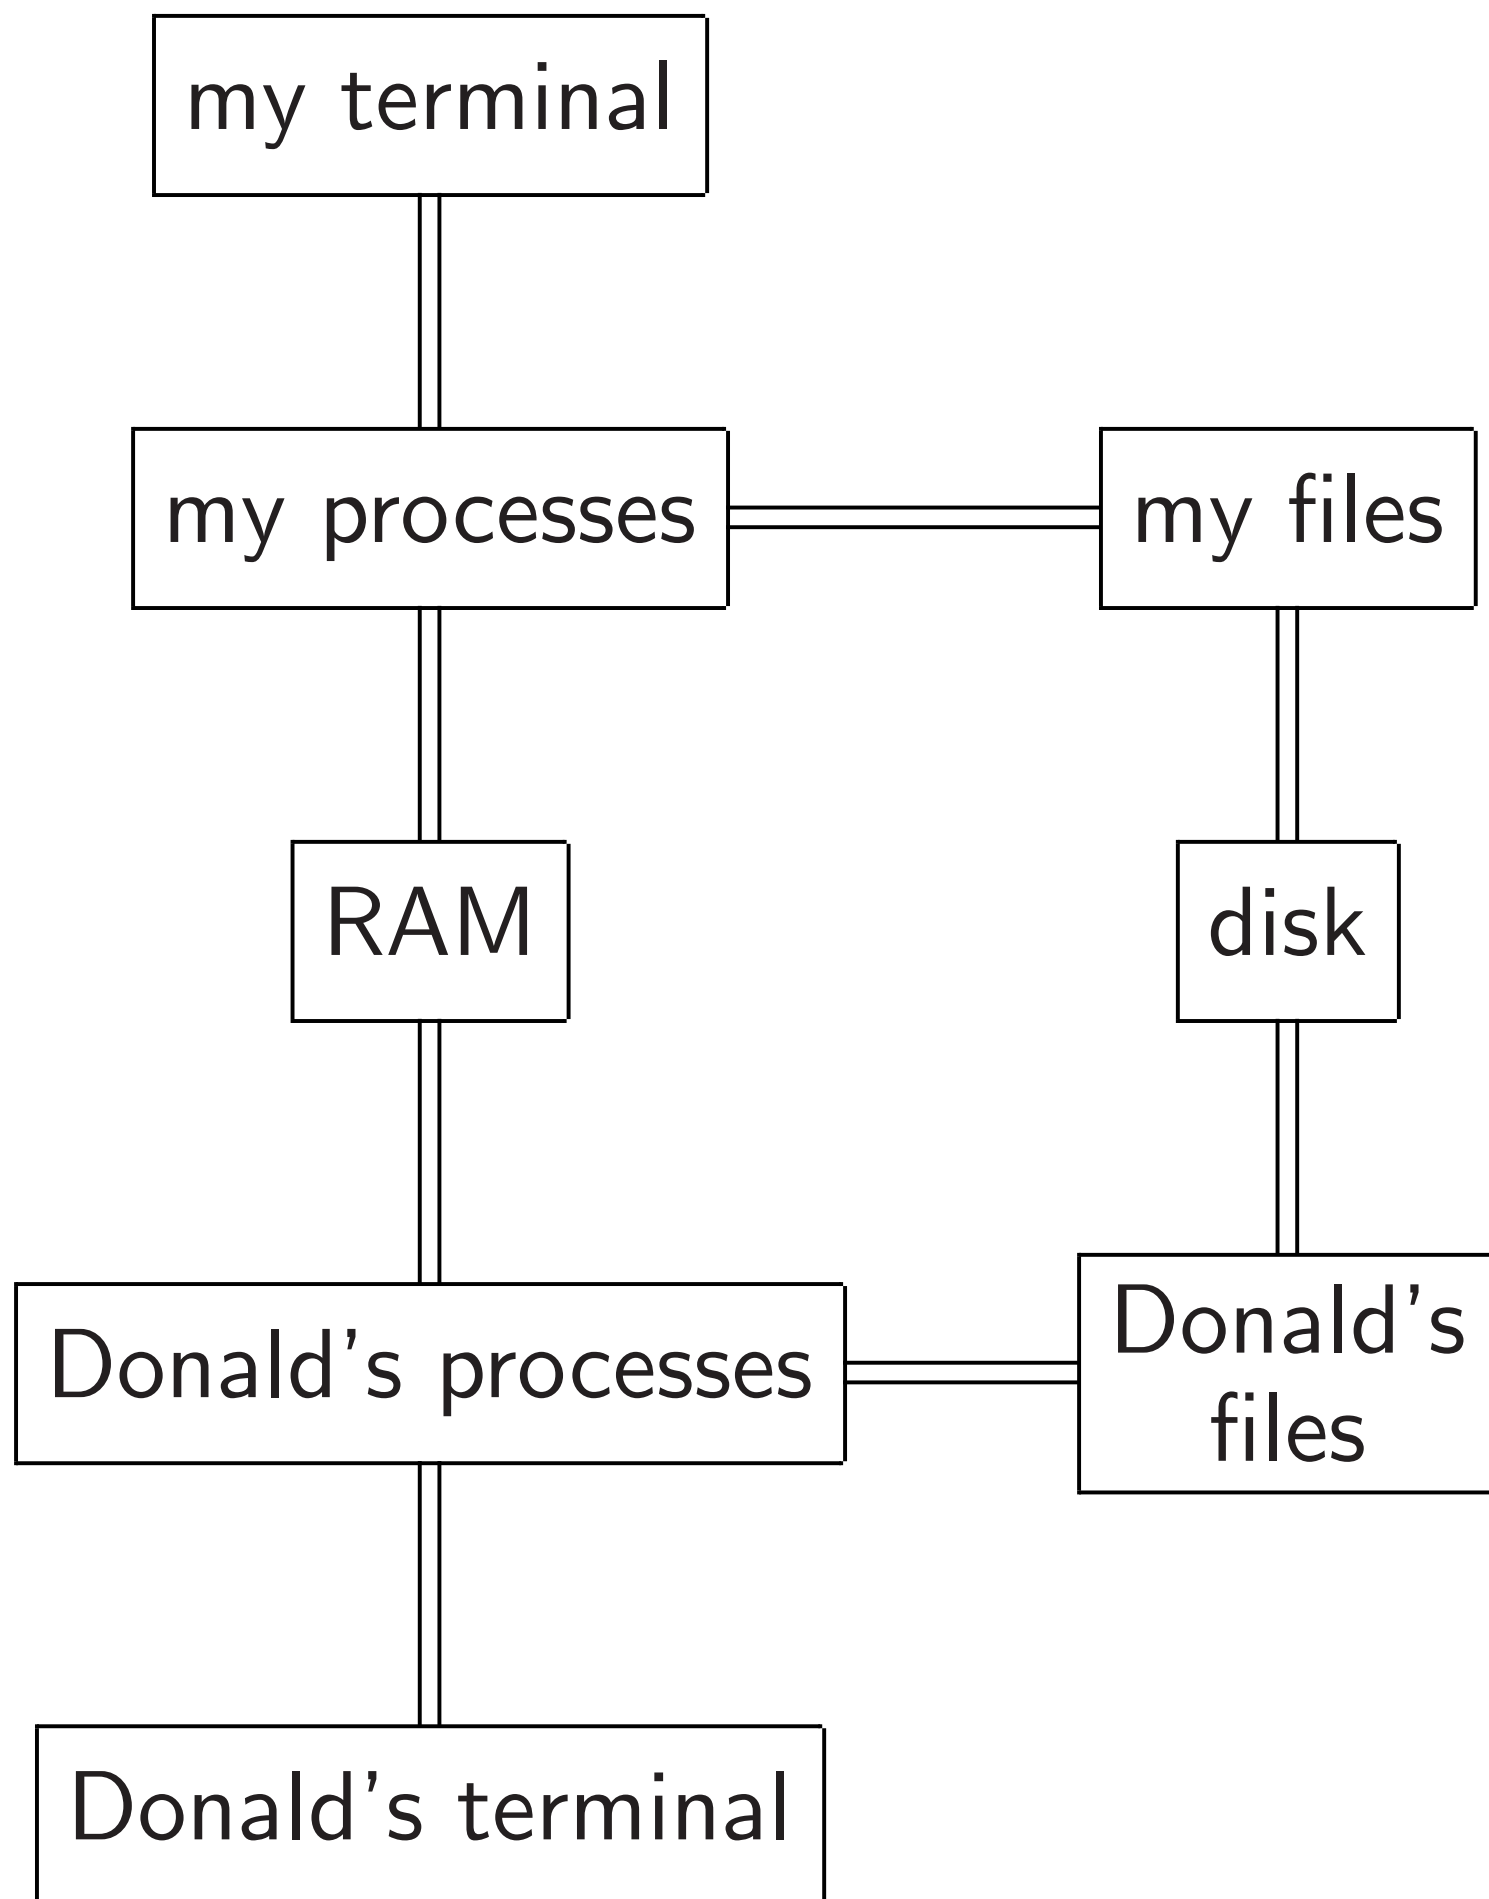 my terminal
my processes
my files
RAM
disk
Donald's processes
Donald's
files
Donald's terminal